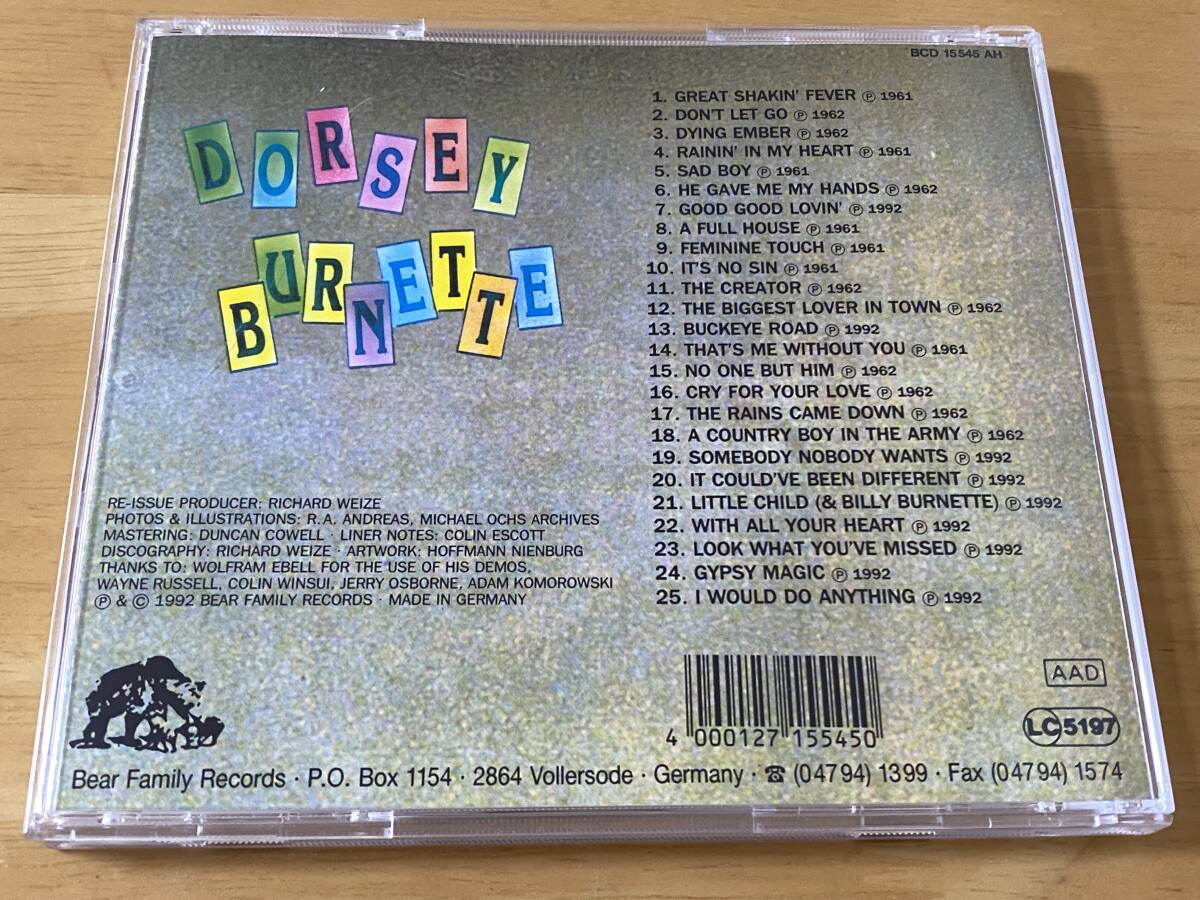 BCD 15545 AH
DORSEY
BURNETTE
1. GREAT SHAKIN' FEVER ℗ 1961
2. DON'T LET GO ℗ 1962
3. DYING EMBER ℗ 1962
4. RAININ' IN MY HEART ℗ 1961
5. SAD BOY ℗ 1961
6. HE GAVE ME MY HANDS ℗ 1962
7. GOOD GOOD LOVIN' ℗ 1992
8. A FULL HOUSE ℗ 1961
9. FEMININE TOUCH ℗ 1961
10. IT'S NO SIN ℗ 1961
11. THE CREATOR ℗ 1962
12. THE BIGGEST LOVER IN TOWN ℗ 1962
13. BUCKEYE ROAD ℗ 1992
14. THAT'S ME WITHOUT YOU ℗ 1961
15. NO ONE BUT HIM ℗ 1962
16. CRY FOR YOUR LOVE ℗ 1962
17. THE RAINS CAME DOWN ℗ 1962
18. A COUNTRY BOY IN THE ARMY ℗ 1962
19. SOMEBODY NOBODY WANTS ℗ 1992
20. IT COULD'VE BEEN DIFFERENT ℗ 1992
21. LITTLE CHILD (& BILLY BURNETTE) ℗ 1992
22. WITH ALL YOUR HEART ℗ 1992
23. LOOK WHAT YOU'VE MISSED ℗ 1992
24. GYPSY MAGIC ℗ 1992
25. I WOULD DO ANYTHING ℗ 1992
RE-ISSUE PRODUCER: RICHARD WEIZE
PHOTOS & ILLUSTRATIONS: R.A. ANDREAS, MICHAEL OCHS ARCHIVES
MASTERING: DUNCAN COWELL · LINER NOTES: COLIN ESCOTT
DISCOGRAPHY: RICHARD WEIZE · ARTWORK: HOFFMANN NIENBURG
THANKS TO: WOLFRAM EBELL FOR THE USE OF HIS DEMOS,
WAYNE RUSSELL, COLIN WINSUI, JERRY OSBORNE, ADAM KOMOROWSKI
℗ & © 1992 BEAR FAMILY RECORDS · MADE IN GERMANY
AAD
LC 5197
4 000127 155450
Bear Family Records · P.O. Box 1154 · 2864 Vollersode · Germany · ☎ (04794) 1399 · Fax (04794) 1574